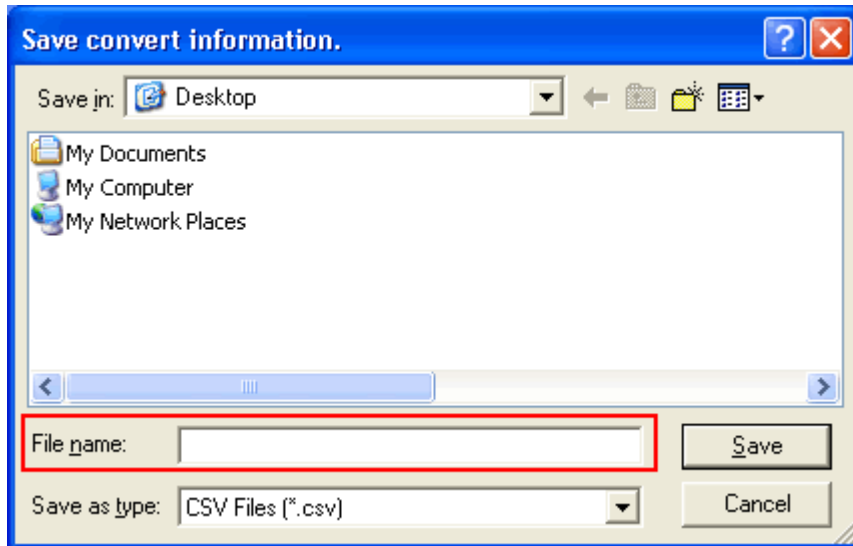 Save convert information.
Save in: Desktop
My Documents
My Computer
My Network Places
File name:
Save
Save as type: CSV Files (*.csv)
Cancel